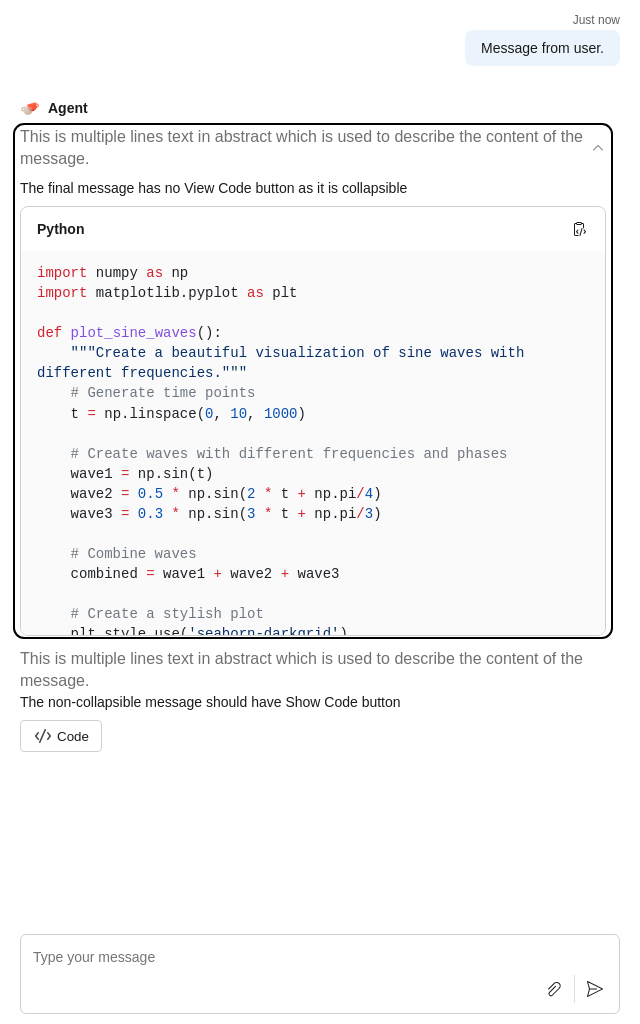 Just now
Message from user.
Agent
This is multiple lines text in abstract which is used to describe the content of the
message.
The final message has no View Code button as it is collapsible
Python
import numpy as np
import matplotlib.pyplot as plt
def plot_sine_waves():
"""Create a beautiful visualization of sine waves with
different frequencies."""
# Generate time points
t = np.linspace(0, 10, 1000)
# Create waves with different frequencies and phases
wave1 = np.sin(t)
wave2 = 0.5 * np.sin(2 * t + np.pi/4)
wave3 = 0.3 * np.sin(3 * t + np.pi/3)
# Combine waves
combined = wave1 + wave2 + wave3
# Create a stylish plot
plt.style.use('seaborn-darkgrid')
This is multiple lines text in abstract which is used to describe the content of the
message.
The non-collapsible message should have Show Code button
Code
Type your message